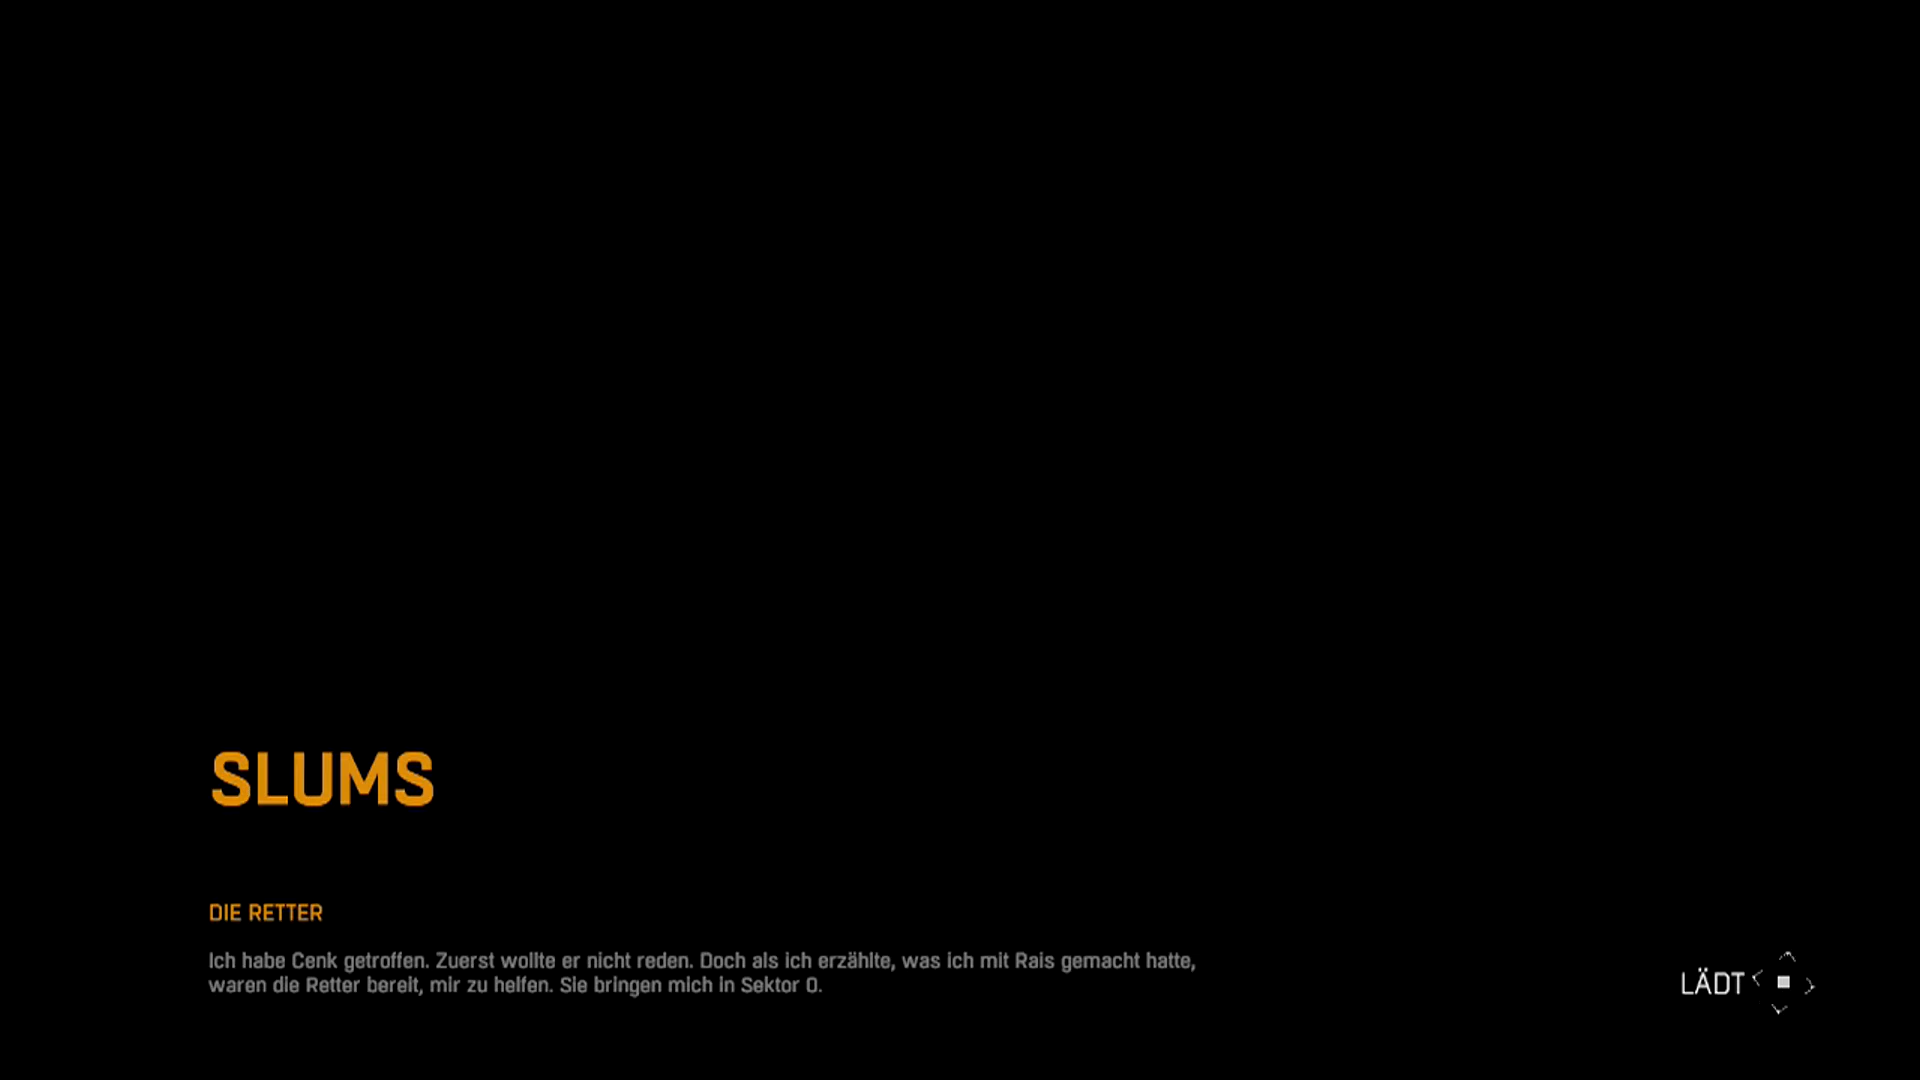 SLUMS
DIE RETTER
Ich habe Cenk getroffen. Zuerst wollte er nicht reden. Doch als ich erzählte, was ich mit Rais gemacht hatte,
waren die Retter bereit, mir zu helfen. Sie bringen mich in Sektor 0.
LÄDT